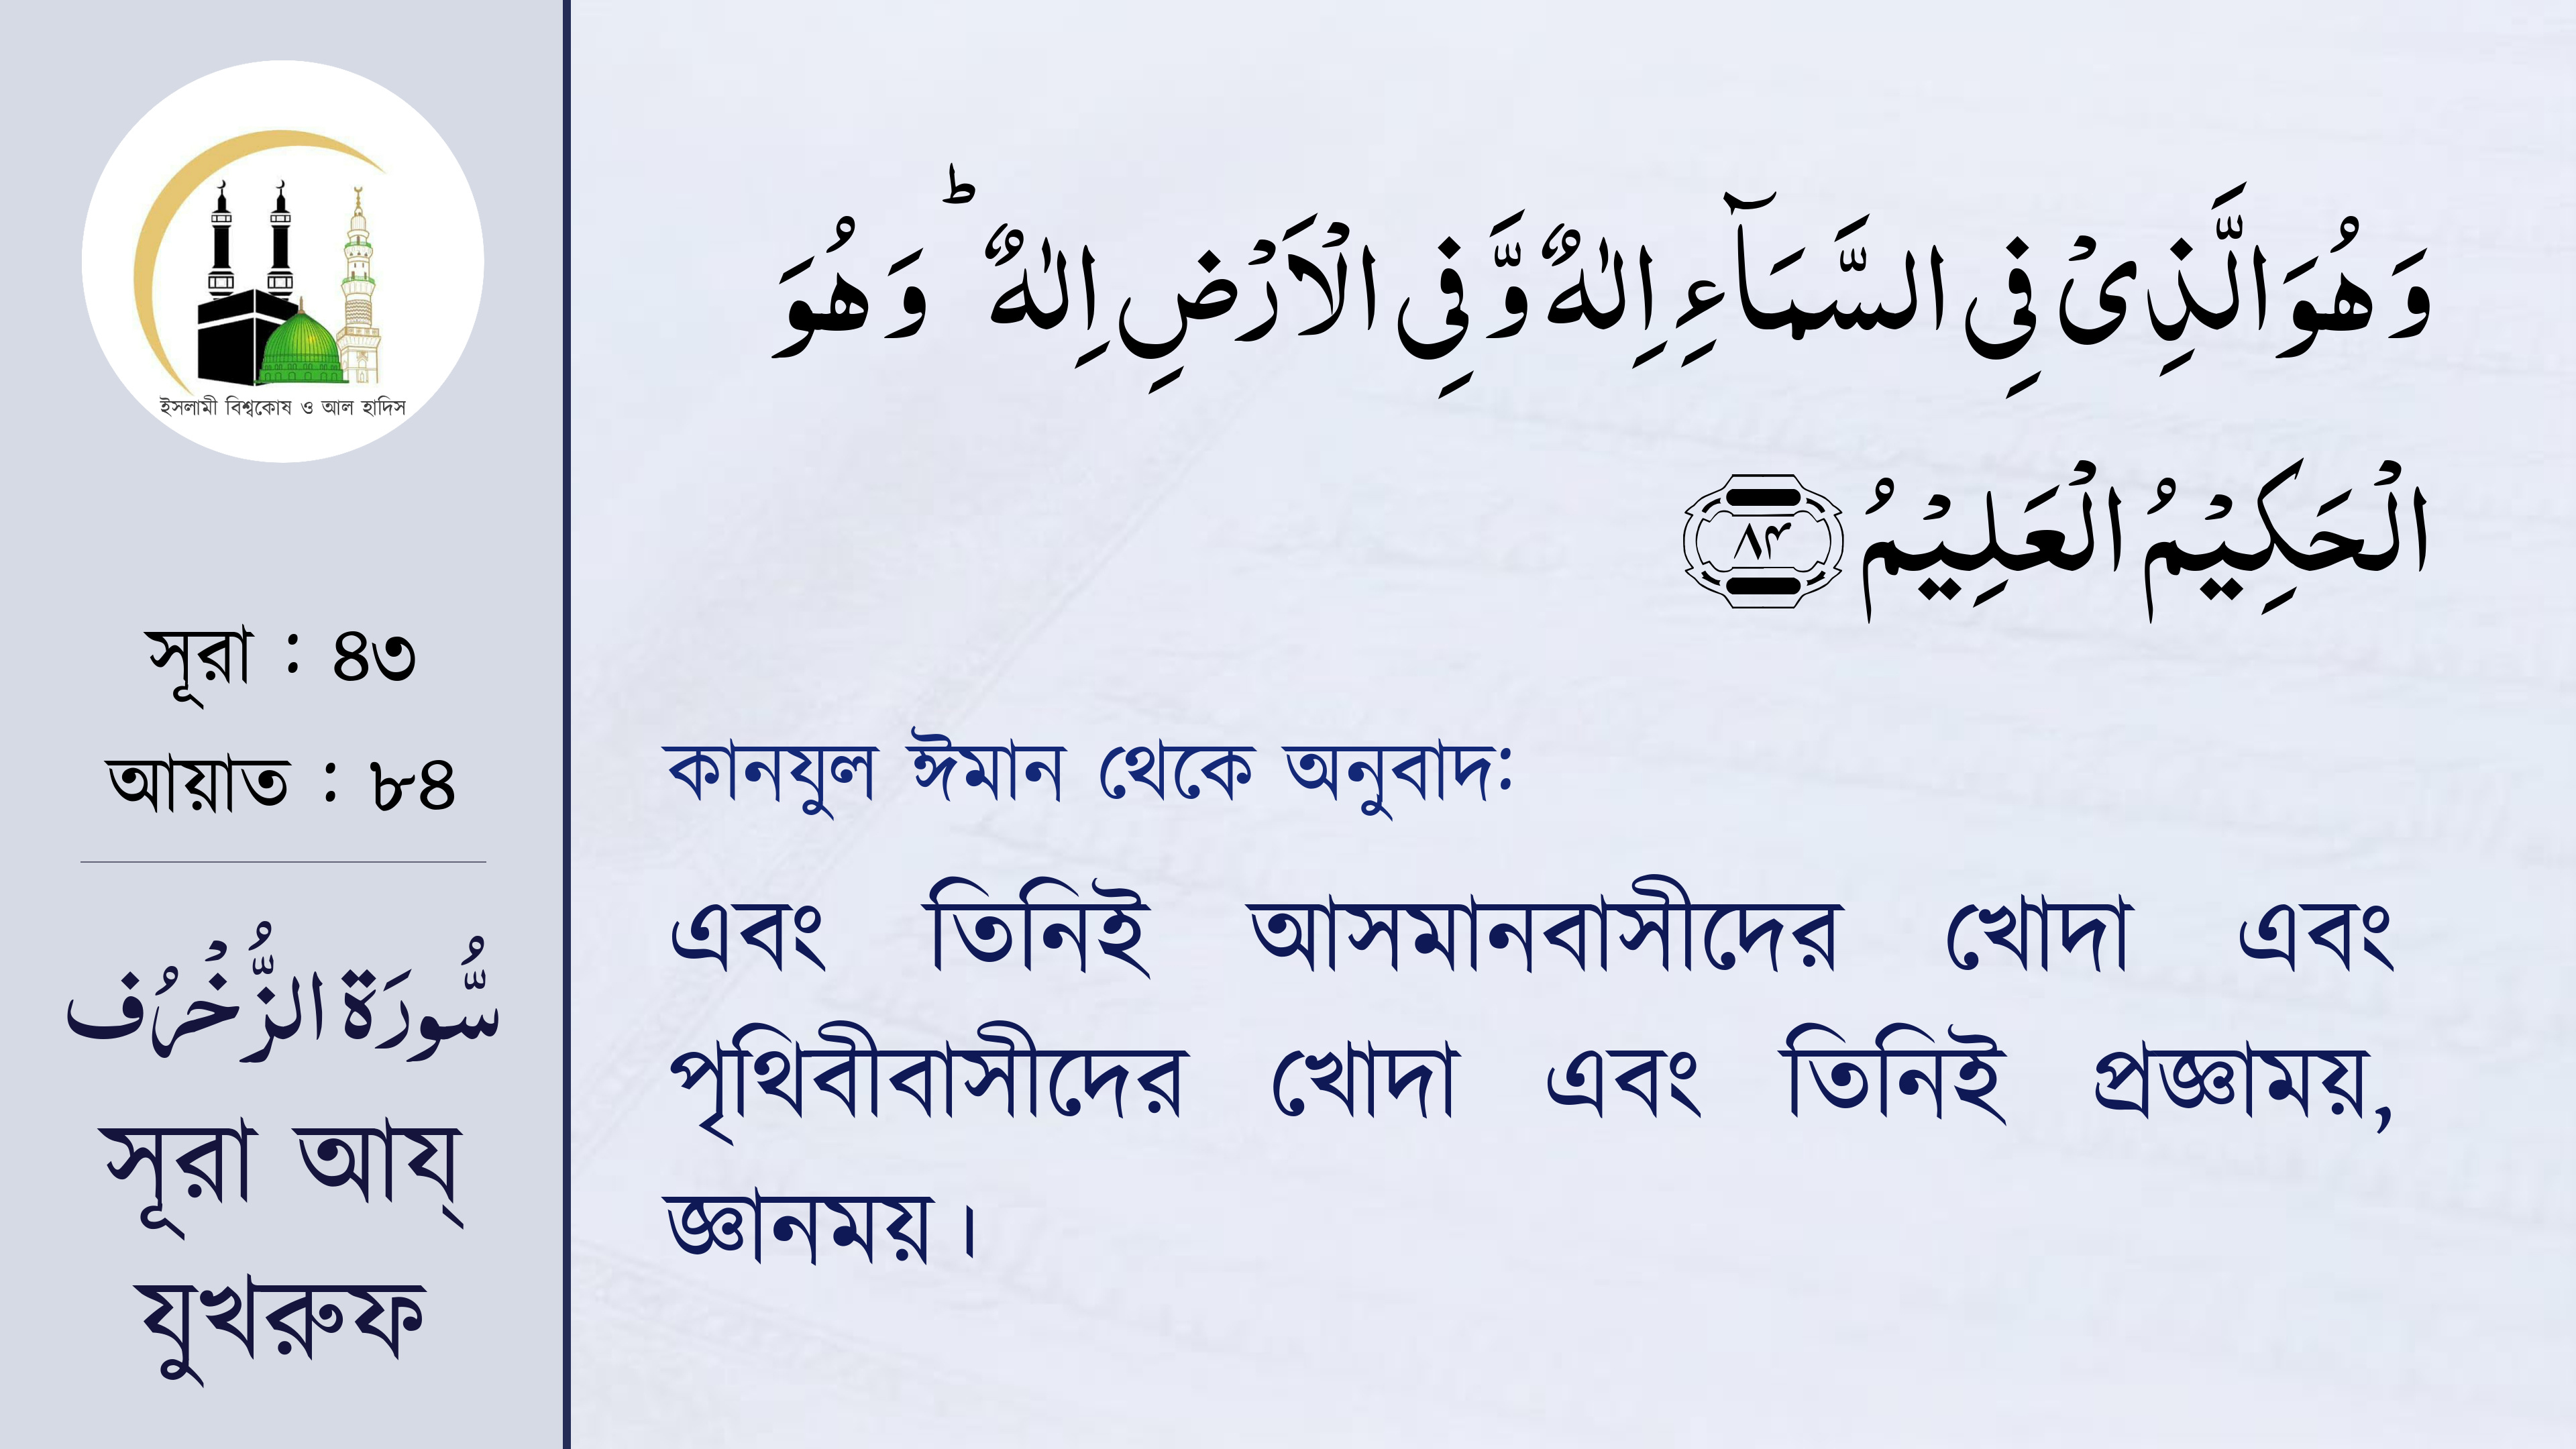 ইসলামী বিশ্বকোষ ও আল হাদিস
সূরা : ৪৩
আয়াত : ৮৪
سُّورَة الزُّخْرُف
সূরা আয্
যুখরুফ
وَ هُوَ الَّذِیْ فِی السَّمَآءِ اِلٰهٌ وَّ فِی الْاَرْضِ اِلٰهٌ ؕ وَ هُوَ
الْحَكِیْمُ الْعَلِیْمُ ۸۴
কানযুল ঈমান থেকে অনুবাদ:
এবং তিনিই আসমানবাসীদের খোদা এবং
পৃথিবীবাসীদের খোদা এবং তিনিই প্রজ্ঞাময়,
জ্ঞানময়।